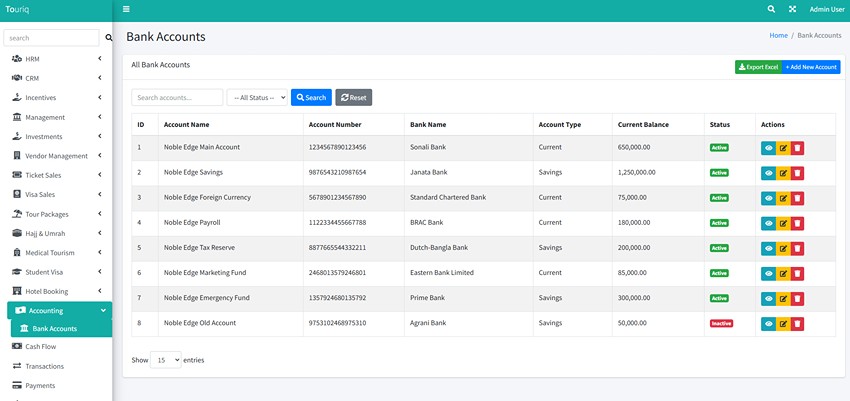 Touriq
Admin User
search
HRM
CRM
Incentives
Management
Investments
Vendor Management
Ticket Sales
Visa Sales
Tour Packages
Hajj & Umrah
Medical Tourism
Student Visa
Hotel Booking
Accounting
Bank Accounts
Cash Flow
Transactions
Payments
Bank Accounts
Home / Bank Accounts
All Bank Accounts
Export Excel + Add New Account
Search accounts... -- All Status -- Search Reset
ID Account Name Account Number Bank Name Account Type Current Balance Status Actions
1 Noble Edge Main Account 1234567890123456 Sonali Bank Current 650,000.00 Active
2 Noble Edge Savings 9876543210987654 Janata Bank Savings 1,250,000.00 Active
3 Noble Edge Foreign Currency 5678901234567890 Standard Chartered Bank Current 75,000.00 Active
4 Noble Edge Payroll 1122334455667788 BRAC Bank Current 180,000.00 Active
5 Noble Edge Tax Reserve 8877665544332211 Dutch-Bangla Bank Savings 200,000.00 Active
6 Noble Edge Marketing Fund 2468013579246801 Eastern Bank Limited Current 85,000.00 Active
7 Noble Edge Emergency Fund 1357924680135792 Prime Bank Savings 300,000.00 Active
8 Noble Edge Old Account 9753102468975310 Agrani Bank Savings 50,000.00 Inactive
Show 15 entries